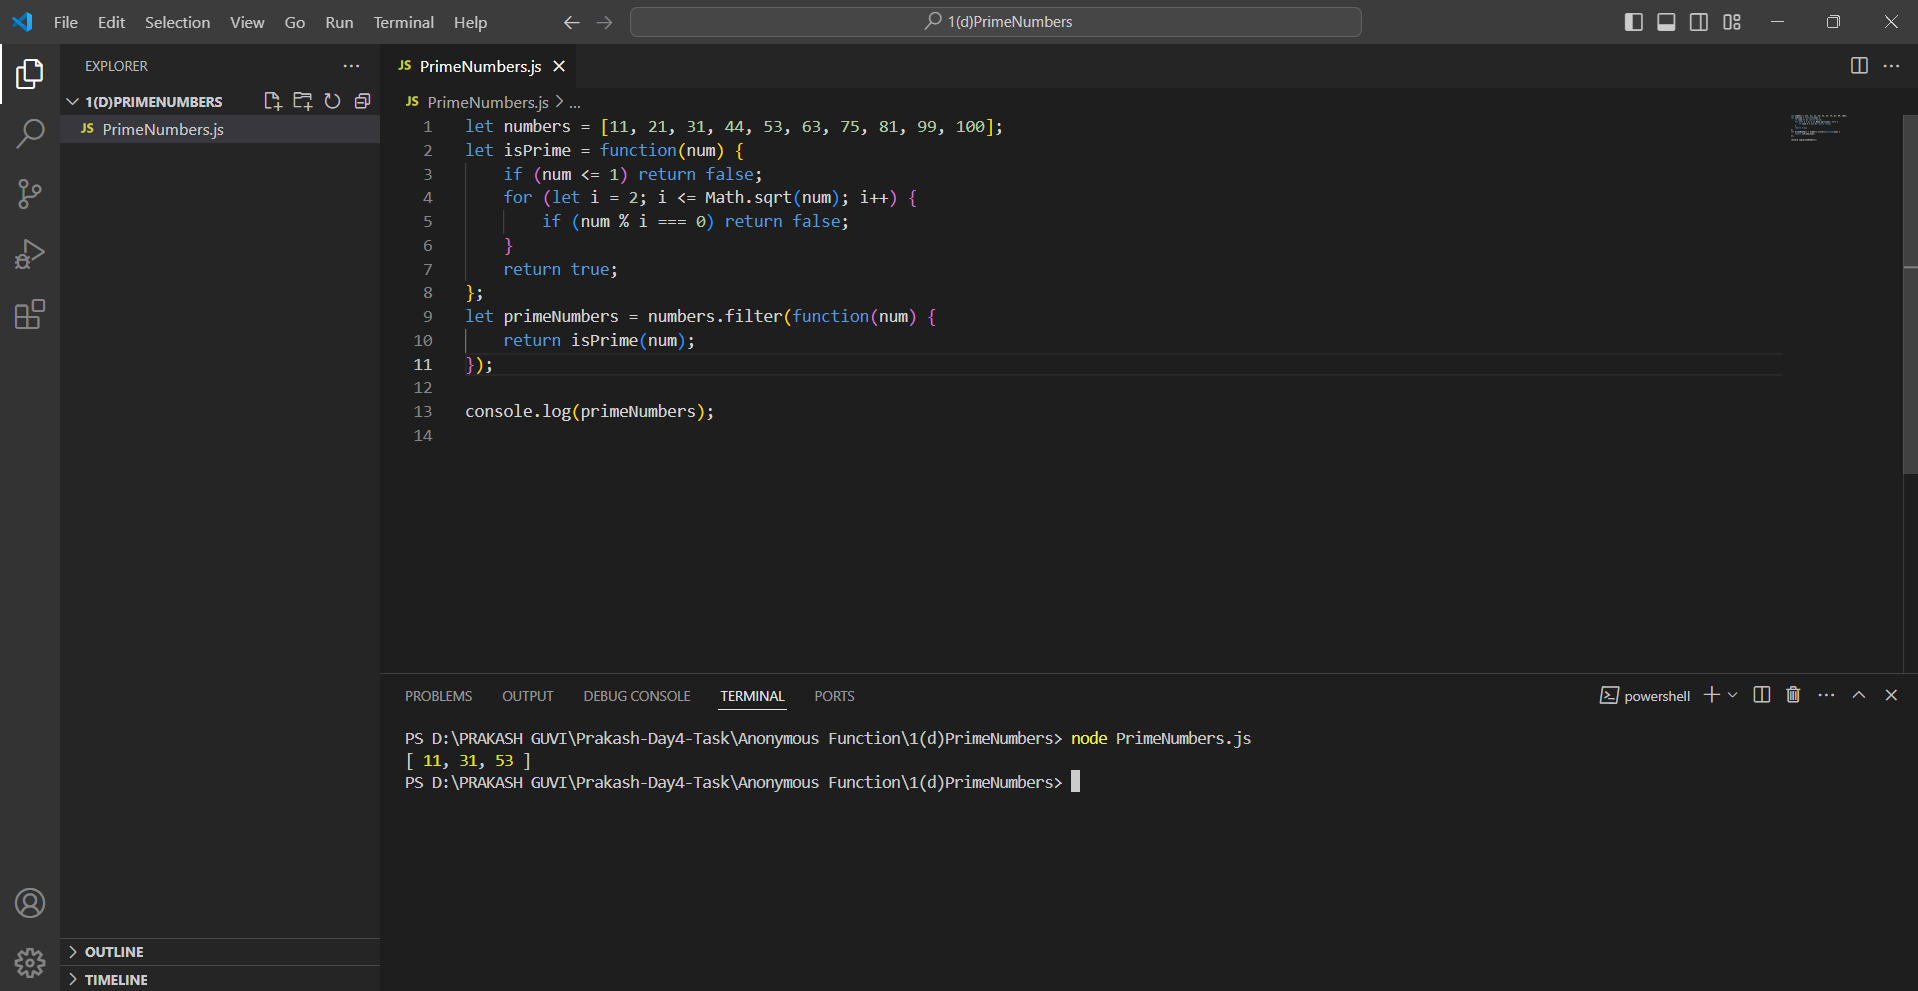 File Edit Selection View Go Run Terminal Help
1(d)PrimeNumbers
EXPLORER
1(D)PRIMENUMBERS
JS PrimeNumbers.js
OUTLINE
TIMELINE
JS PrimeNumbers.js
JS PrimeNumbers.js > ...
1 let numbers = [11, 21, 31, 44, 53, 63, 75, 81, 99, 100];
2 let isPrime = function(num) {
3     if (num <= 1) return false;
4     for (let i = 2; i <= Math.sqrt(num); i++) {
5         if (num % i === 0) return false;
6     }
7     return true;
8 };
9 let primeNumbers = numbers.filter(function(num) {
10     return isPrime(num);
11 });
12
13 console.log(primeNumbers);
14
PROBLEMS OUTPUT DEBUG CONSOLE TERMINAL PORTS
powershell
PS D:\PRAKASH GUVI\Prakash-Day4-Task\Anonymous Function\1(d)PrimeNumbers> node PrimeNumbers.js
[ 11, 31, 53 ]
PS D:\PRAKASH GUVI\Prakash-Day4-Task\Anonymous Function\1(d)PrimeNumbers>